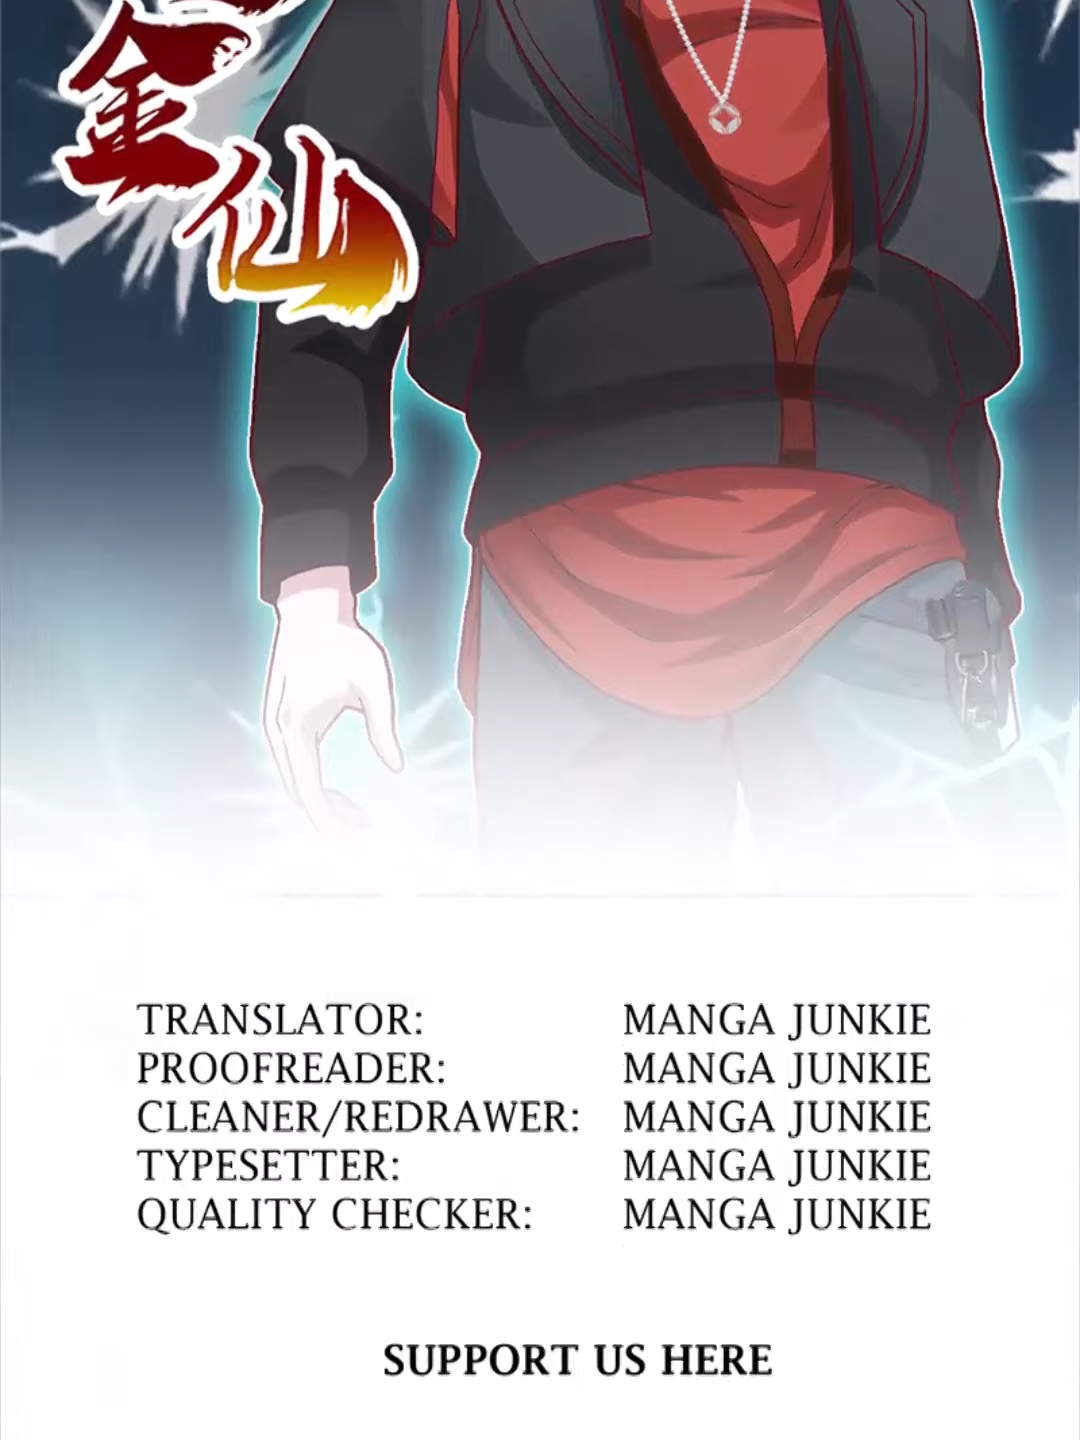 金
仙
TRANSLATOR: MANGA JUNKIE
PROOFREADER: MANGA JUNKIE
CLEANER/REDRAWER: MANGA JUNKIE
TYPESETTER: MANGA JUNKIE
QUALITY CHECKER: MANGA JUNKIE
SUPPORT US HERE